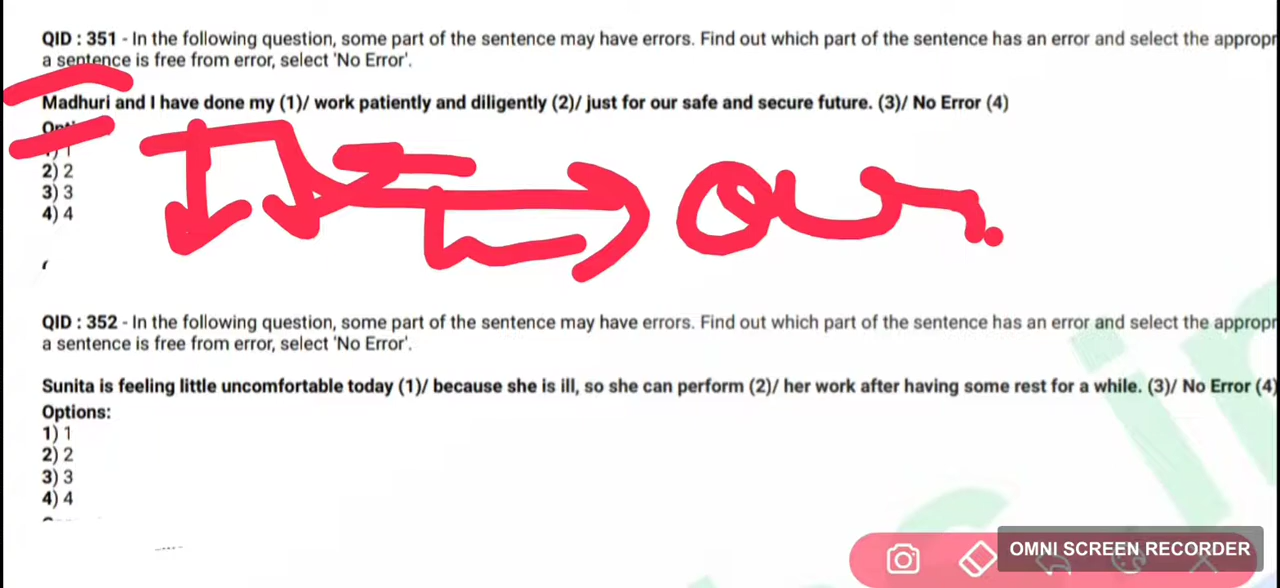 QID : 351 - In the following question, some part of the sentence may have errors. Find out which part of the sentence has an error and select the appropr
a sentence is free from error, select 'No Error'.
Madhuri and I have done my (1)/ work patiently and diligently (2)/ just for our safe and secure future. (3)/ No Error (4)
1) 1
2) 2
3) 3
4) 4
our
QID : 352 - In the following question, some part of the sentence may have errors. Find out which part of the sentence has an error and select the appropr
a sentence is free from error, select 'No Error'.
Sunita is feeling little uncomfortable today (1)/ because she is ill, so she can perform (2)/ her work after having some rest for a while. (3)/ No Error (4)
Options:
1) 1
2) 2
3) 3
4) 4
s.in
OMNI SCREEN RECORDER